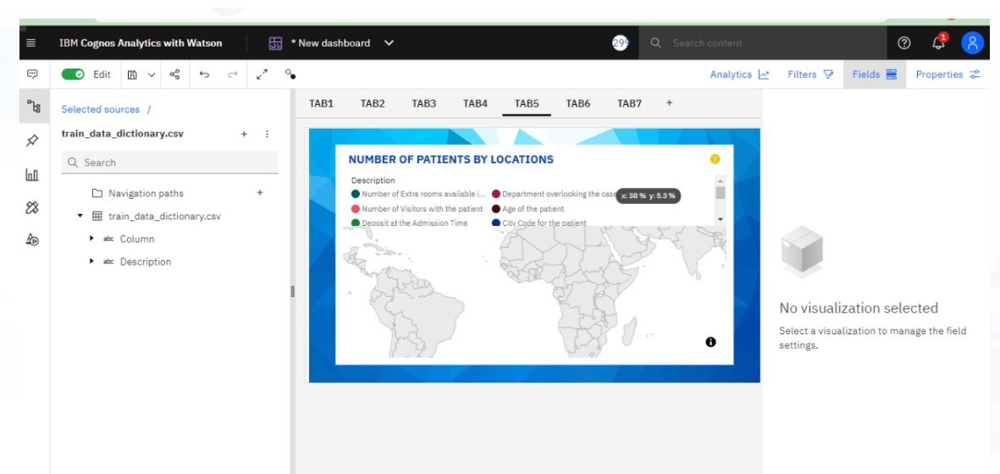 IBM Cognos Analytics with Watson
* New dashboard
299
Search content
1
Edit
Analytics
Filters
Fields
Properties
Selected sources /
train_data_dictionary.csv
Search
Navigation paths
train_data_dictionary.csv
abc Column
abc Description
TAB1 TAB2 TAB3 TAB4 TAB5 TAB6 TAB7 +
NUMBER OF PATIENTS BY LOCATIONS
Description
Number of Extra rooms available i... Department overlooking the case
x: 38 % y: 5.3 %
Number of Visitors with the patient Age of the patient
Deposit at the Admission Time City Code for the patient
No visualization selected
Select a visualization to manage the field
settings.